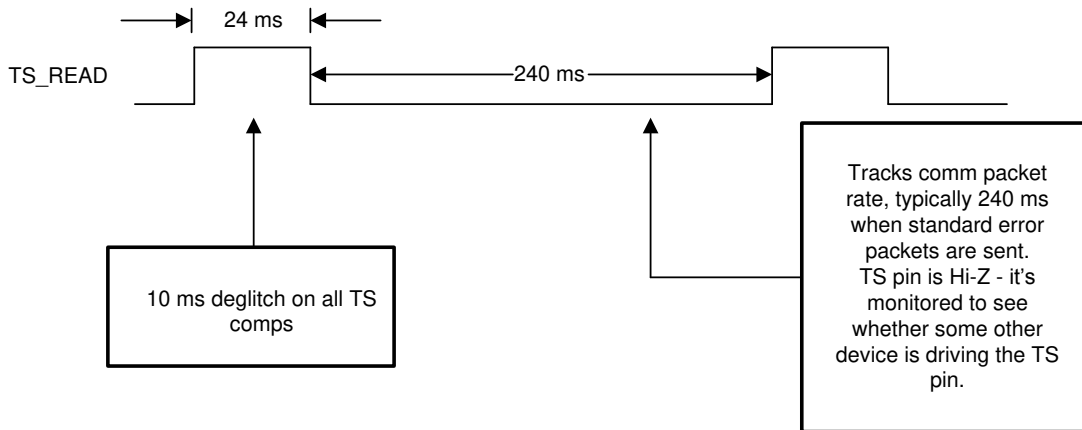 24 ms
TS_READ
240 ms
10 ms deglitch on all TS
comps
Tracks comm packet
rate, typically 240 ms
when standard error
packets are sent.
TS pin is Hi-Z - it's
monitored to see
whether some other
device is driving the TS
pin.